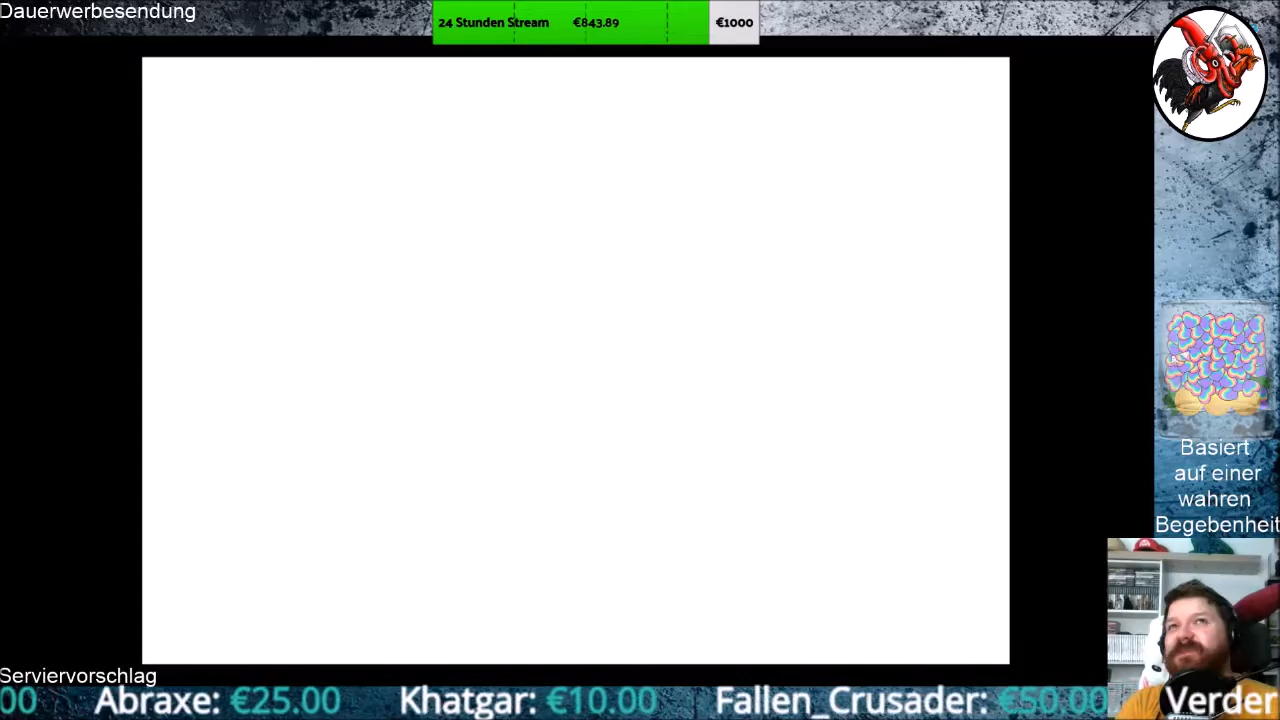 Dauerwerbesendung
24 Stunden Stream €843.89 €1000
Basiert
auf einer
wahren
Begebenheit
Serviervorschlag
00 Abraxe: €25.00 Khatgar: €10.00 Fallen_Crusader: €50.00 Verder